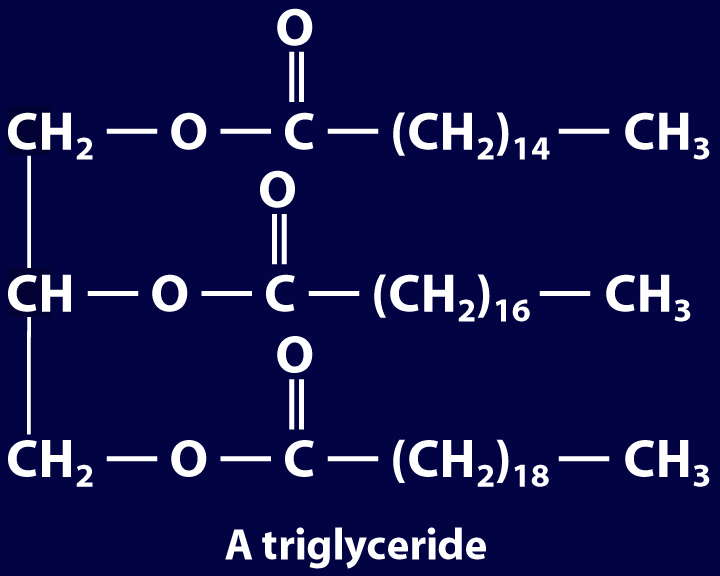 O
CH₂ — O — C — (CH₂)₁₄ — CH₃
O
CH — O — C — (CH₂)₁₆ — CH₃
O
CH₂ — O — C — (CH₂)₁₈ — CH₃
A triglyceride